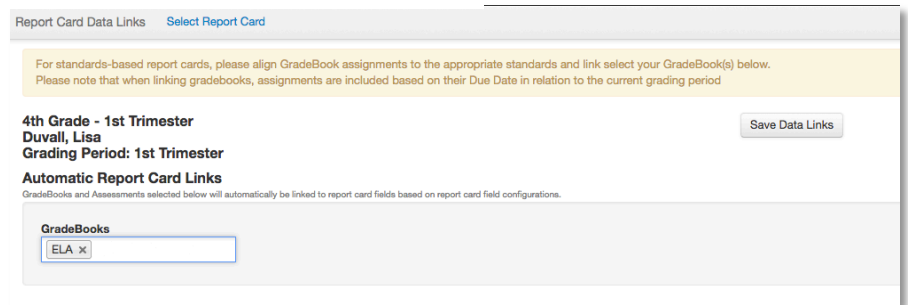 Report Card Data Links Select Report Card
For standards-based report cards, please align GradeBook assignments to the appropriate standards and link select your GradeBook(s) below.
Please note that when linking gradebooks, assignments are included based on their Due Date in relation to the current grading period
4th Grade - 1st Trimester
Save Data Links
Duvall, Lisa
Grading Period: 1st Trimester
Automatic Report Card Links
GradeBooks and Assessments selected below will automatically be linked to report card fields based on report card field configurations.
GradeBooks
ELA ×